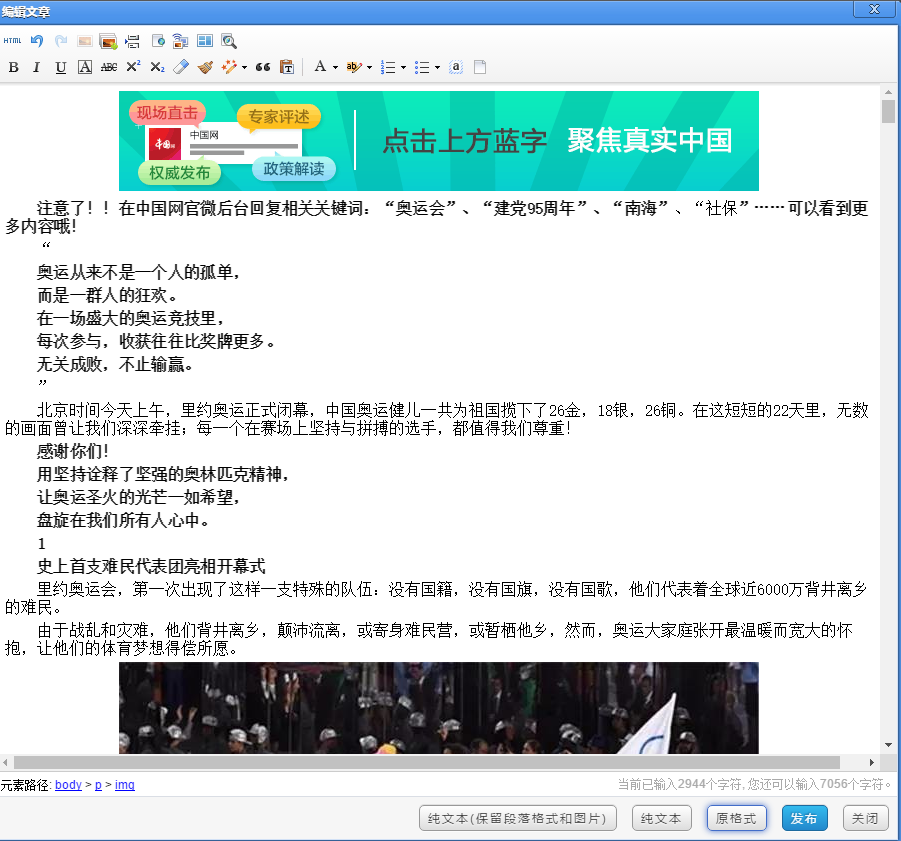 编辑文章
X
HTML
B I U A ABC X² X₂ “ T A ab a
现场直击
专家评述
中国网
中国网
权威发布
政策解读
点击上方蓝字 聚焦真实中国
注意了！！在中国网官微后台回复相关关键词：“奥运会”、“建党95周年”、“南海”、“社保”……可以看到更
多内容哦！
“
奥运从来不是一个人的孤单，
而是一群人的狂欢。
在一场盛大的奥运竞技里，
每次参与，收获往往比奖牌更多。
无关成败，不止输赢。
”
北京时间今天上午，里约奥运正式闭幕，中国奥运健儿一共为祖国揽下了26金，18银，26铜。在这短短的22天里，无数
的画面曾让我们深深牵挂；每一个在赛场上坚持与拼搏的选手，都值得我们尊重！
感谢你们！
用坚持诠释了坚强的奥林匹克精神，
让奥运圣火的光芒一如希望，
盘旋在我们所有人心中。
1
史上首支难民代表团亮相开幕式
里约奥运会，第一次出现了这样一支特殊的队伍：没有国籍，没有国旗，没有国歌，他们代表着全球近6000万背井离乡
的难民。
由于战乱和灾难，他们背井离乡，颠沛流离，或寄身难民营，或暂栖他乡，然而，奥运大家庭张开最温暖而宽大的怀
抱，让他们的体育梦想得偿所愿。
元素路径: body > p > img
当前已输入2944个字符, 您还可以输入7056个字符。
纯文本(保留段落格式和图片) 纯文本 原格式 发布 关闭